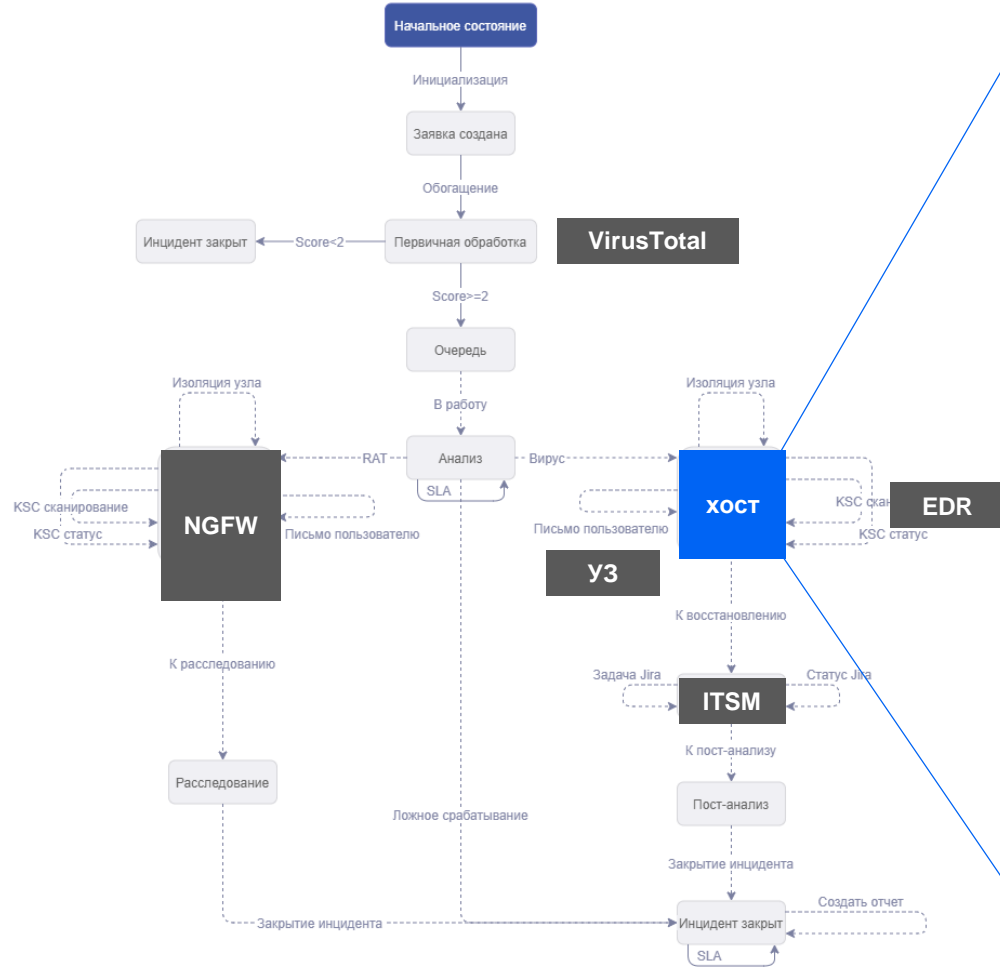 Начальное состояние
Инициализация
Заявка создана
Обогащение
Инцидент закрыт
Score<2
Первичная обработка
VirusTotal
Score>=2
Очередь
Изоляция узла
В работу
Изоляция узла
RAT
Анализ
Вирус
SLA
KSC сканирование
KSC статус
NGFW
Письмо пользователю
Письмо пользователю
хост
KSC
EDR
KSC статус
УЗ
К восстановлению
К расследованию
Задача Jira
Статус Jira
ITSM
К пост-анализу
Расследование
Пост-анализ
Ложное срабатывание
Закрытие инцидента
Закрытие инцидента
Инцидент закрыт
Создать отчет
SLA